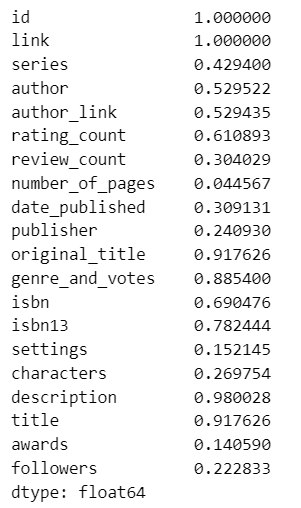 id 1.000000
link 1.000000
series 0.429400
author 0.529522
author_link 0.529435
rating_count 0.610893
review_count 0.304029
number_of_pages 0.044567
date_published 0.309131
publisher 0.240930
original_title 0.917626
genre_and_votes 0.885400
isbn 0.690476
isbn13 0.782444
settings 0.152145
characters 0.269754
description 0.980028
title 0.917626
awards 0.140590
followers 0.222833
dtype: float64